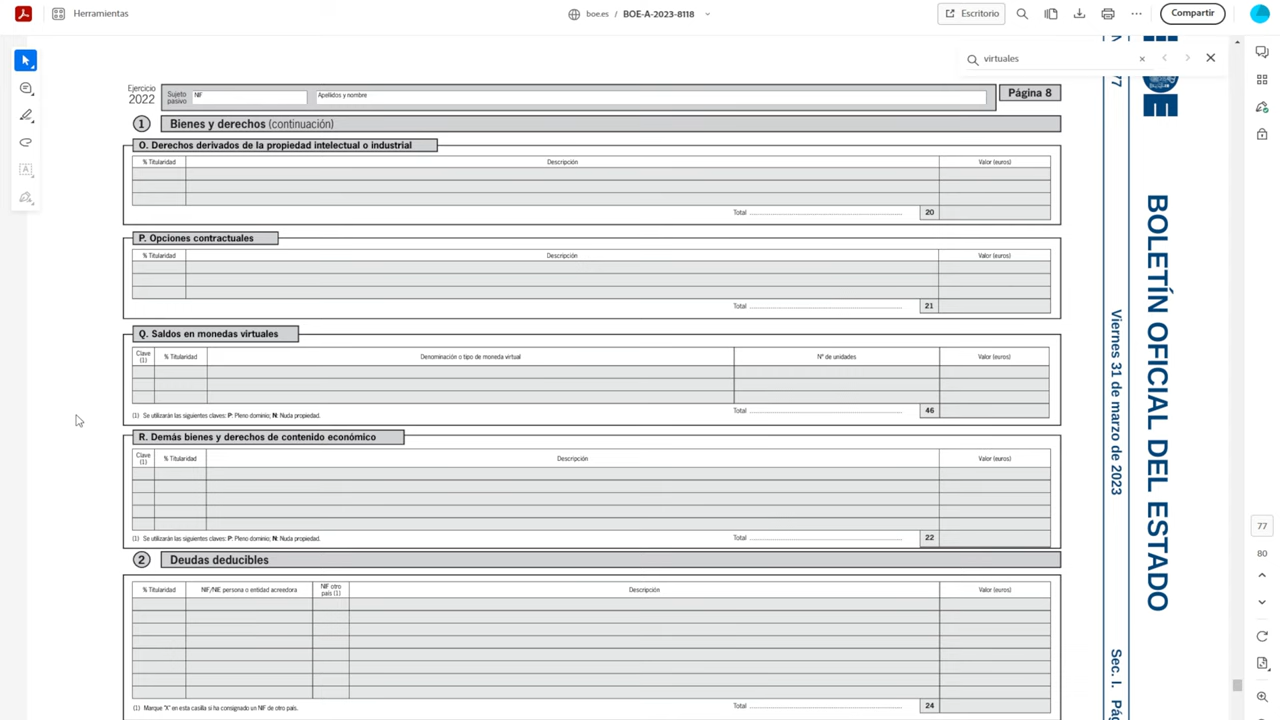 Herramientas
boe.es / BOE-A-2023-8118
Escritorio
Compartir
virtuales
Ejercicio
2022
Sujeto
pasivo
NIF
Apellidos y nombre
Página 8
1 Bienes y derechos (continuación)
O. Derechos derivados de la propiedad intelectual o industrial
% Titularidad Descripción Valor (euros)
Total 20
P. Opciones contractuales
% Titularidad Descripción Valor (euros)
Total 21
Q. Saldos en monedas virtuales
Clave
(1)
% Titularidad Denominación o tipo de moneda virtual Nº de unidades Valor (euros)
Total 46
(1) Se utilizarán las siguientes claves: P: Pleno dominio; N: Nuda propiedad.
R. Demás bienes y derechos de contenido económico
Clave
(1)
% Titularidad Descripción Valor (euros)
(1) Se utilizarán las siguientes claves: P: Pleno dominio; N: Nuda propiedad.
Total 22
2 Deudas deducibles
% Titularidad NIF/NIE persona o entidad acreedora NIF otro
país (1)
Descripción Valor (euros)
(1) Marque "X" en esta casilla si ha consignado un NIF de otro país.
Total 24
BOLETÍN OFICIAL DEL ESTADO
Viernes 31 de marzo de 2023
Sec. I.
77
80